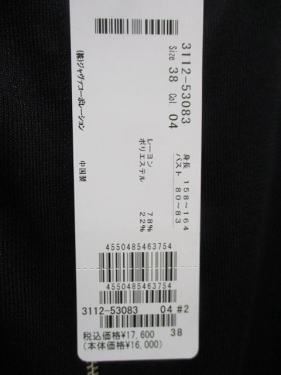 3112-53083
Size 38 Col. 04
身長 158～164
バスト 80～83
レーヨン 78%
ポリエステル 22%
(株)ジャヴァコーポレーション
中国製
4550485463754
4550485463754
3112-53083 04 #2
税込価格¥17,600 38
(本体価格¥16,000)